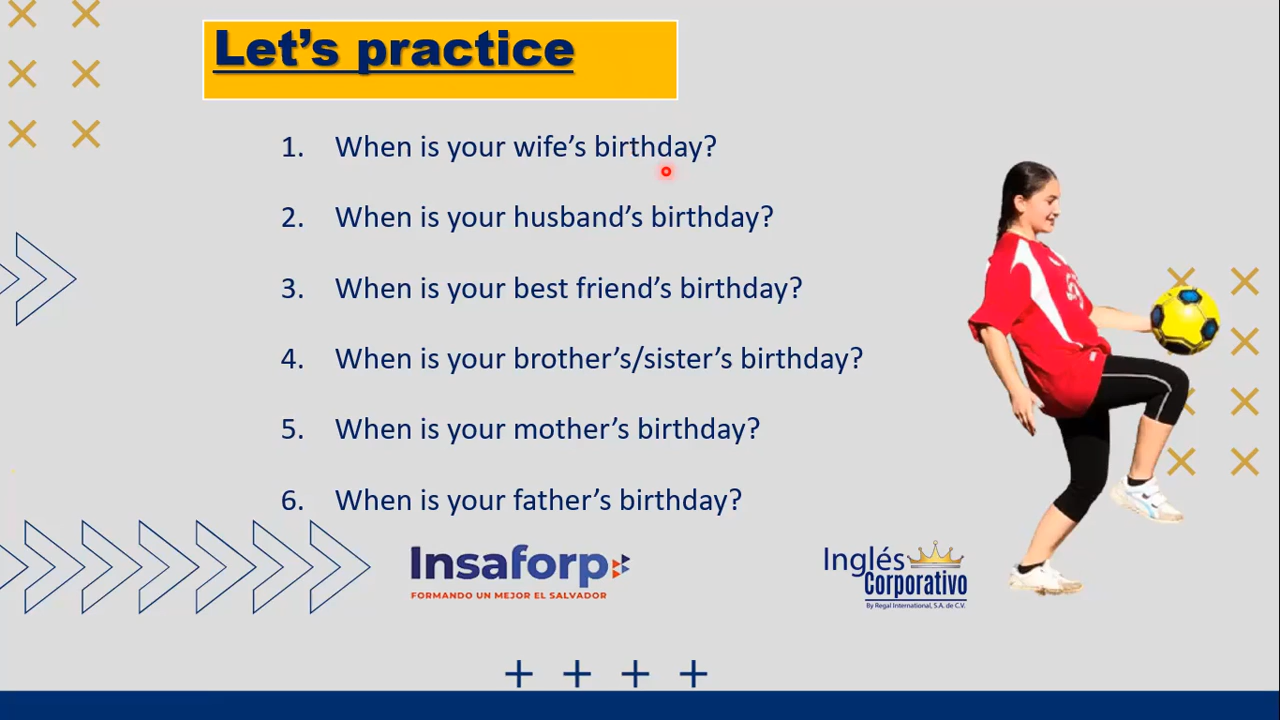 Let's practice
1. When is your wife's birthday?
2. When is your husband's birthday?
3. When is your best friend's birthday?
4. When is your brother's/sister's birthday?
5. When is your mother's birthday?
6. When is your father's birthday?
Insaforp
FORMANDO UN MEJOR EL SALVADOR
Inglés
Corporativo
By Regal International, S.A. de C.V.